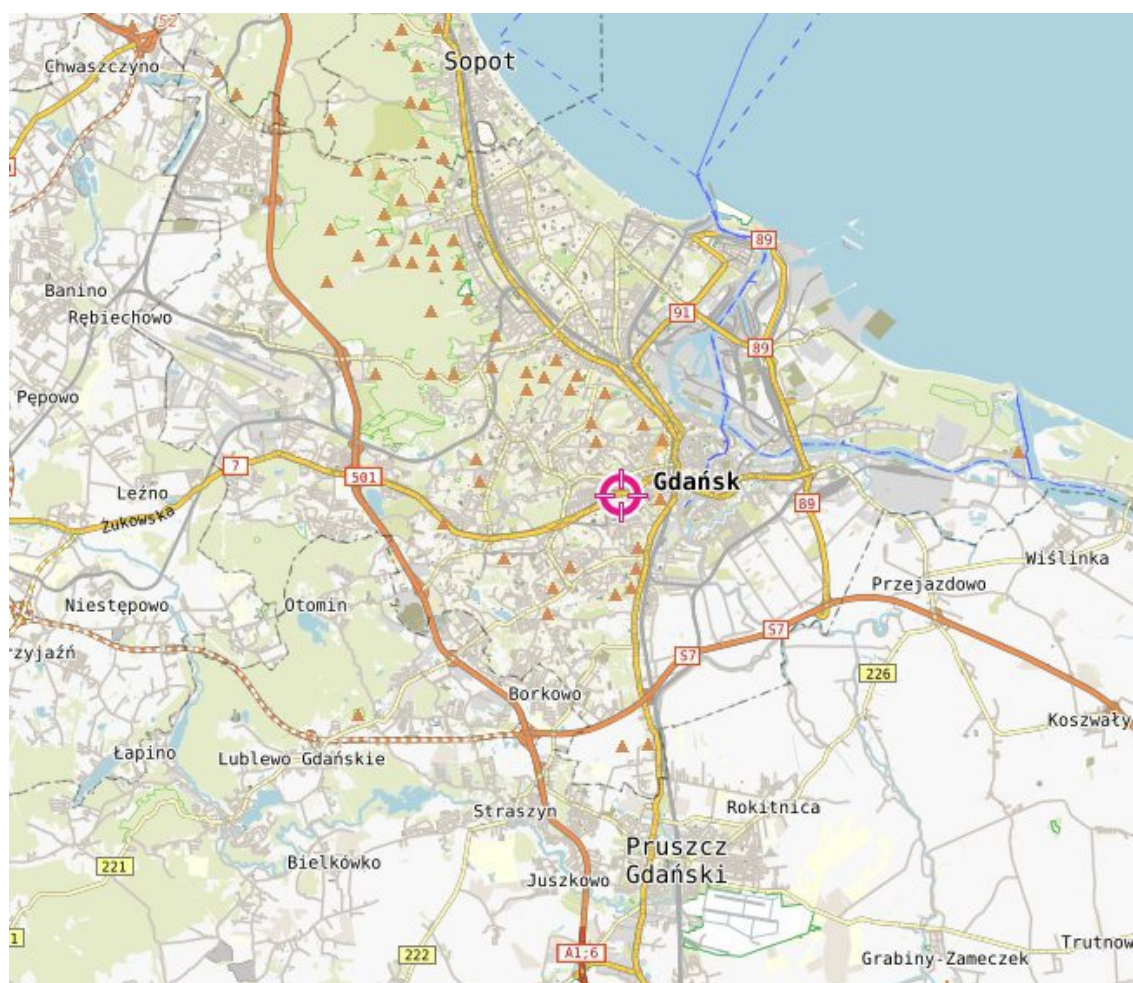 52
Chwaszczyno
Sopot
89
Banino
Rębiechowo
91
89
Pępowo
7
501
Gdańsk
Leźno
Żukowska
89
Wiślinka
Przejazdowo
Niestępowo
Otomin
S7
rzyjaźń
S7
226
Borkowo
Koszwały
Łapino
Lublewo Gdańskie
Straszyn
Rokitnica
Pruszcz
Gdański
221
Bielkówko
Juszkowo
1
222
A1;6
Trutnow
Grabiny-Zameczek